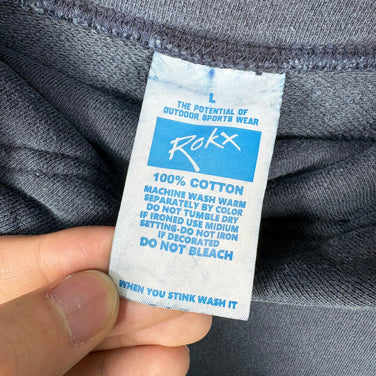 L
THE POTENTIAL OF
OUTDOOR SPORTS WEAR
Rokx
100% COTTON
MACHINE WASH WARM
SEPARATELY BY COLOR
DO NOT TUMBLE DRY
IF IRONED USE MIDIUM
SETTING-DO NOT IRON
IF DECORATED
DO NOT BLEACH
WHEN YOU STINK WASH IT